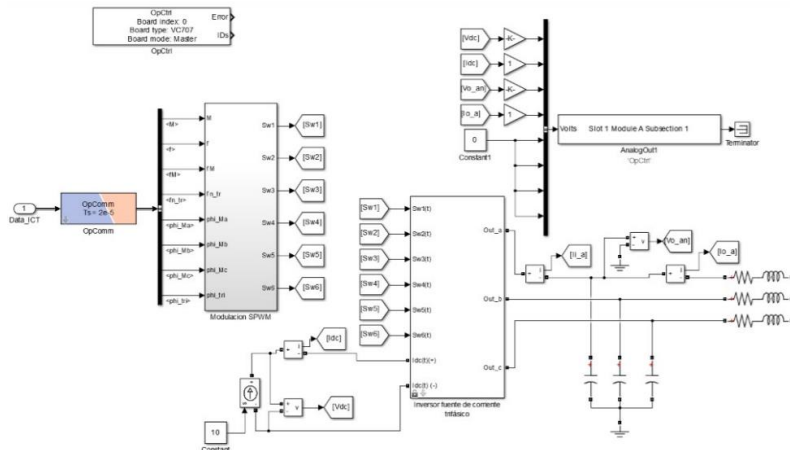 OpCtrl
Board index: 0
Board type: VC707
Board mode: Master
Error
IDs
OpCtrl
[Vdc]
-K-
[Idc]
1
[Vo_an]
-K-
[Io_a]
1
0
Constant1
Volts
Slot 1 Module A Subsection 1
AnalogOut1
'OpCtrl'
Terminator
1
Data_ICT
OpComm
Ts = 2e-5
OpComm
<M>
<f>
<fM>
<fn_tr>
<phi_Ma>
<phi_Mb>
<phi_Mc>
<phi_tri>
M
f
fM
fn_tr
phi_Ma
phi_Mb
phi_Mc
phi_tri
Sw1
Sw2
Sw3
Sw4
Sw5
Sw6
Modulacion SPWM
[Sw1]
[Sw2]
[Sw3]
[Sw4]
[Sw5]
[Sw6]
[Sw1]
[Sw2]
[Sw3]
[Sw4]
[Sw5]
[Sw6]
Sw1(t)
Sw2(t)
Sw3(t)
Sw4(t)
Sw5(t)
Sw6(t)
Idc(t)(+)
Idc(t) (-)
Out_a
Out_b
Out_c
Inversor fuente de corriente
trifásico
[Ii_a]
[Vo_an]
[Io_a]
[Idc]
[Vdc]
10
Constant